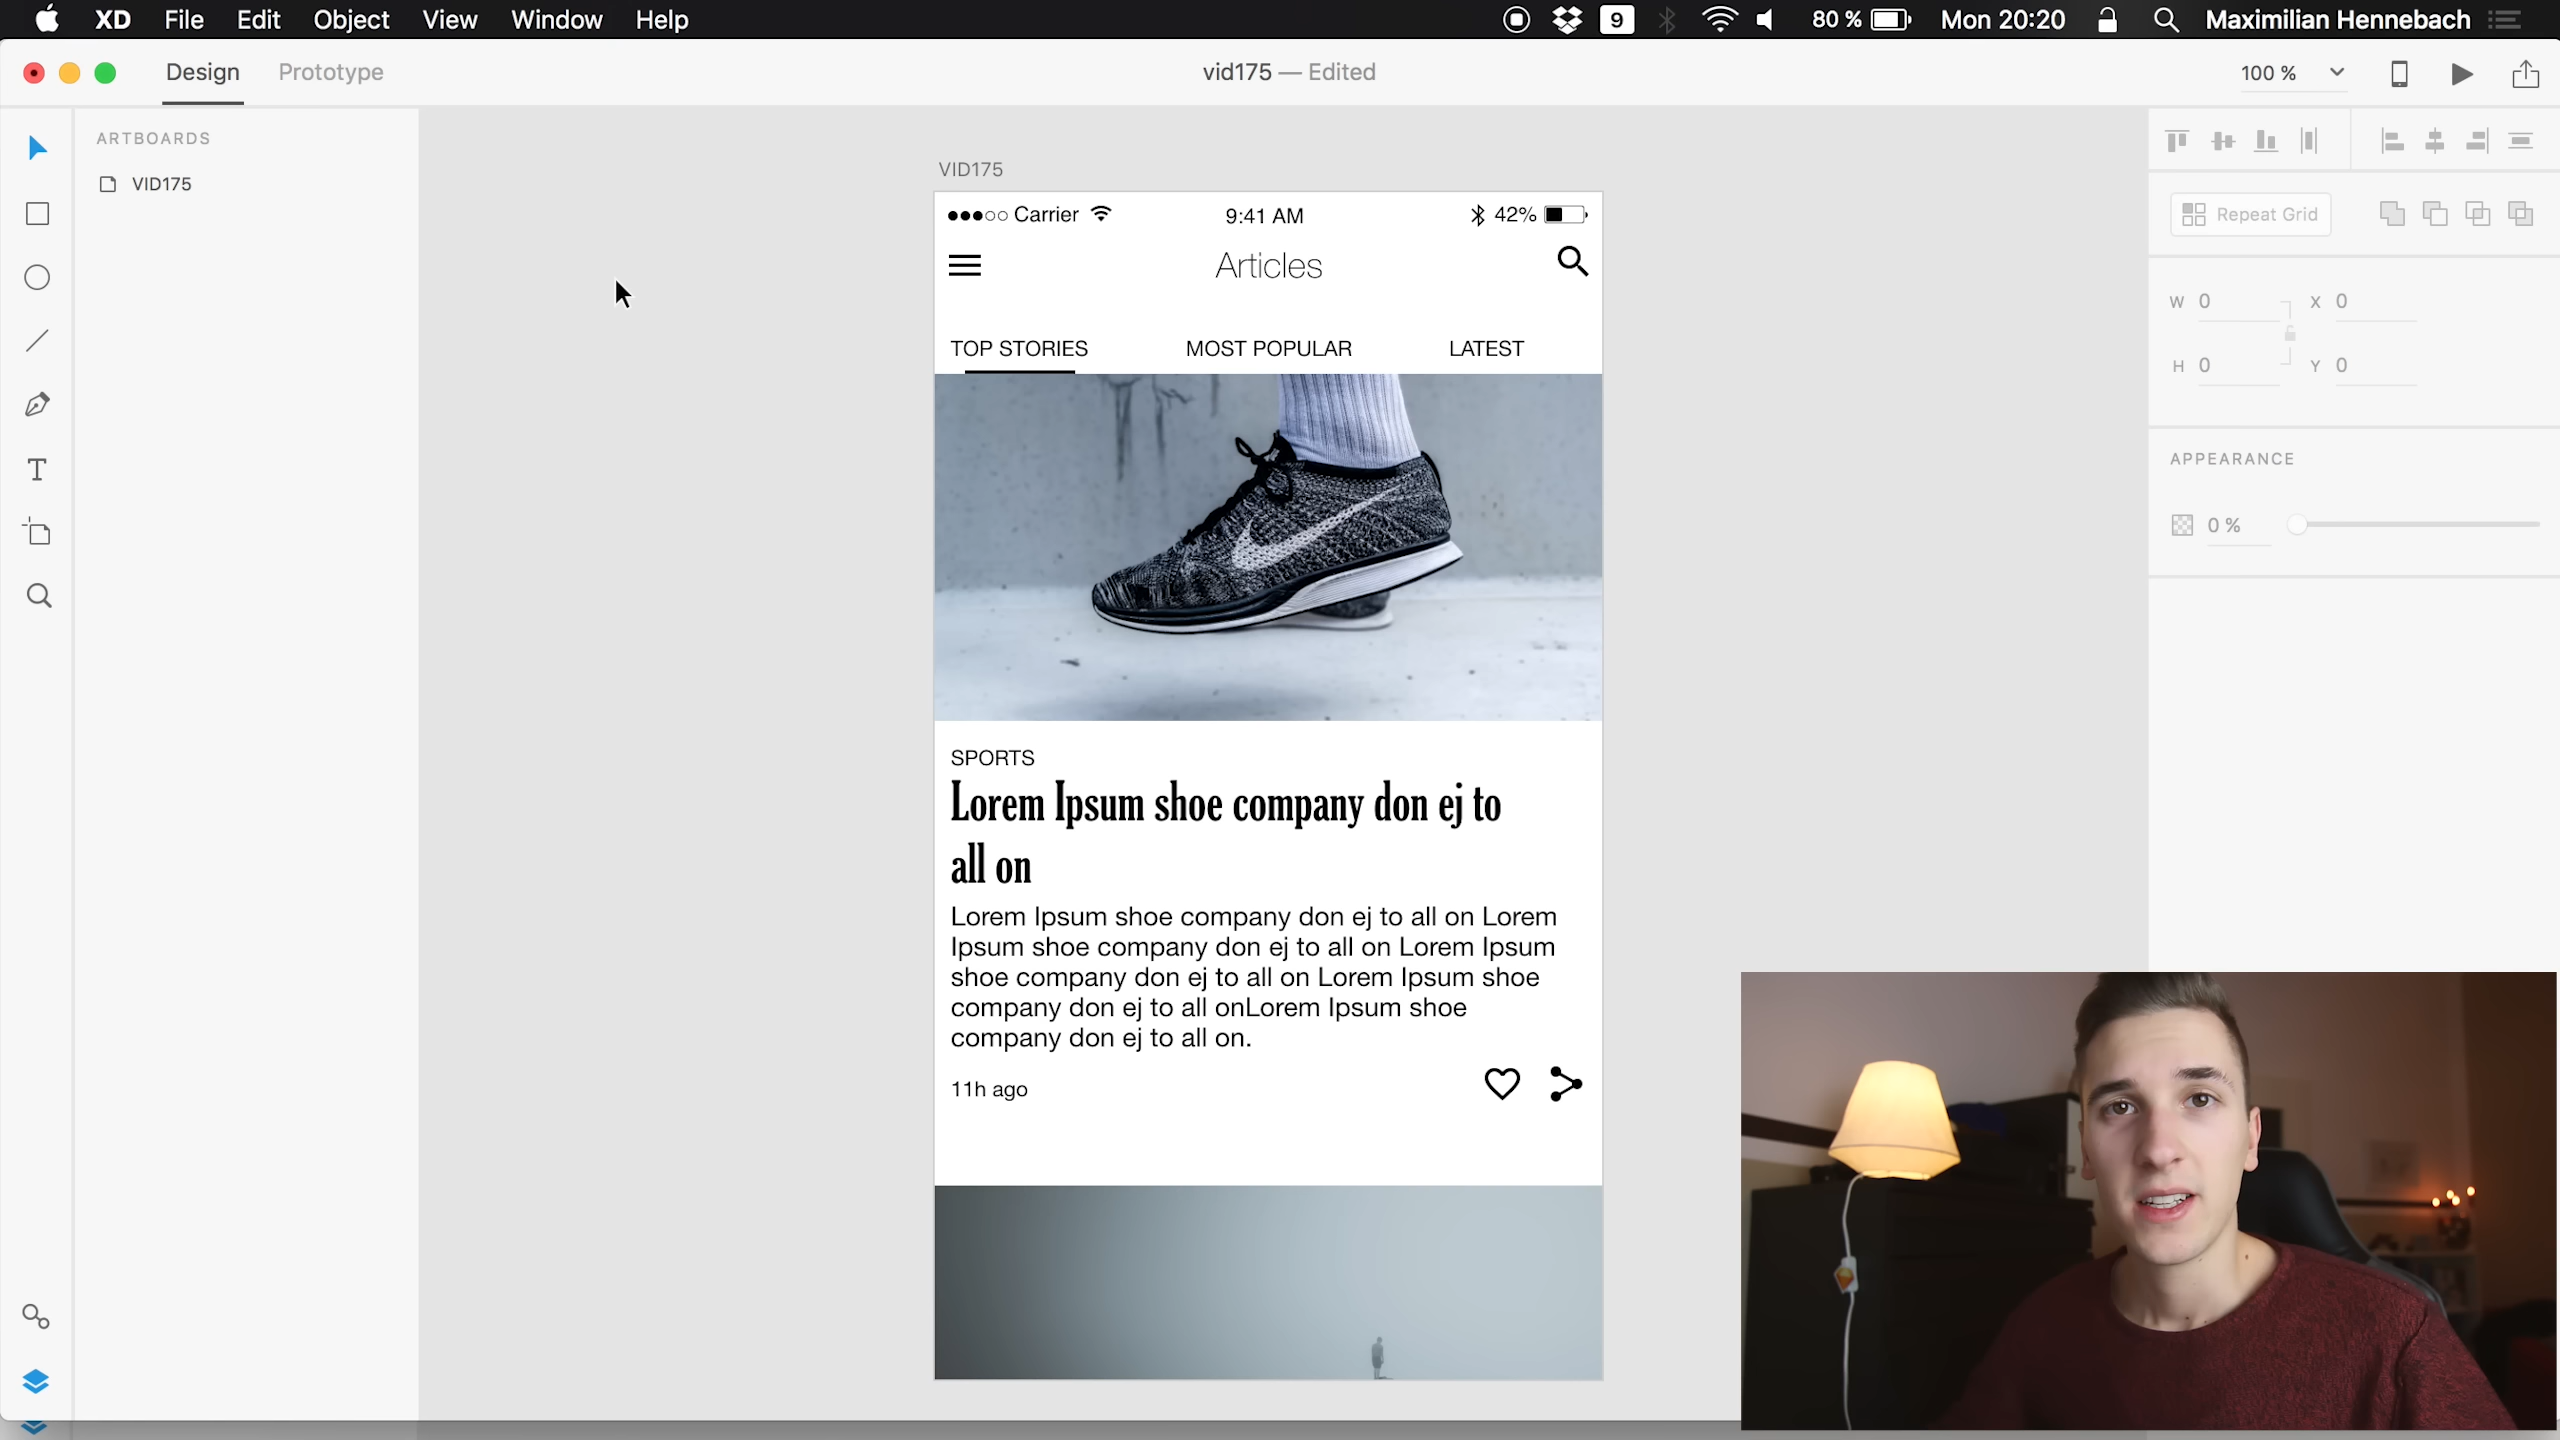 XD File Edit Object View Window Help 9 80 % Mon 20:20 Maximilian Hennebach
Design Prototype vid175 — Edited 100 %
ARTBOARDS
VID175
VID175
Carrier 9:41 AM 42%
Articles
TOP STORIES MOST POPULAR LATEST
SPORTS
Lorem Ipsum shoe company don ej to
all on
Lorem Ipsum shoe company don ej to all on Lorem
Ipsum shoe company don ej to all on Lorem Ipsum
shoe company don ej to all on Lorem Ipsum shoe
company don ej to all onLorem Ipsum shoe
company don ej to all on.
11h ago
Repeat Grid
W 0 X 0
H 0 Y 0
APPEARANCE
0 %